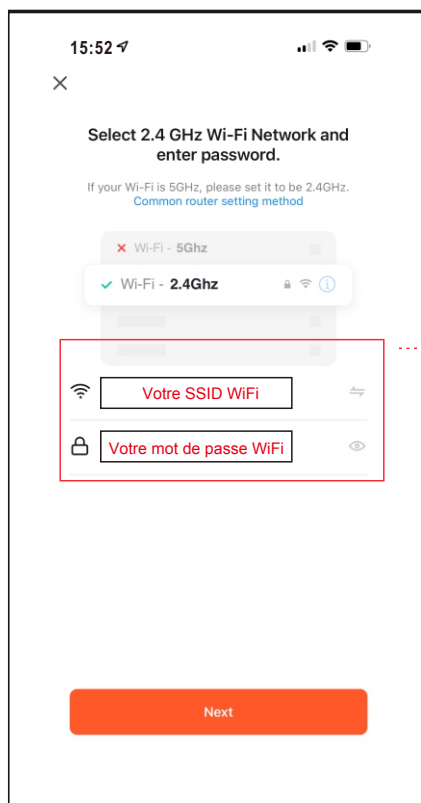 15:52
Select 2.4 GHz Wi-Fi Network and
enter password.
If your Wi-Fi is 5GHz, please set it to be 2.4GHz.
Common router setting method
Wi-Fi - 5Ghz
Wi-Fi - 2.4Ghz
Votre SSID WiFi
Votre mot de passe WiFi
Next